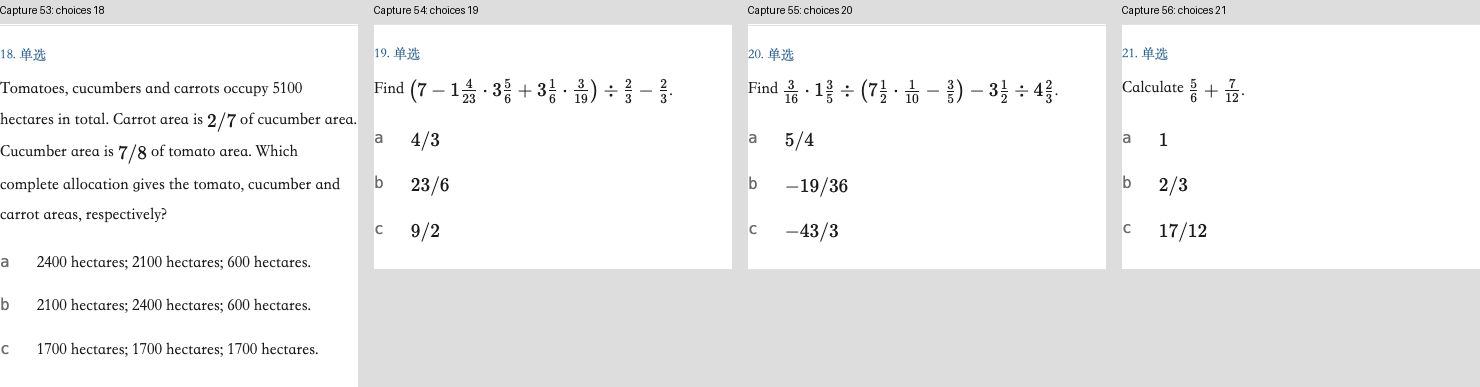 Capture 53: choices 18
18. 单选
Tomatoes, cucumbers and carrots occupy 5100
hectares in total. Carrot area is 2/7 of cucumber area.
Cucumber area is 7/8 of tomato area. Which
complete allocation gives the tomato, cucumber and
carrot areas, respectively?
a 2400 hectares; 2100 hectares; 600 hectares.
b 2100 hectares; 2400 hectares; 600 hectares.
c 1700 hectares; 1700 hectares; 1700 hectares.
Capture 54: choices 19
19. 单选
Find (7 − 1 4/23 · 3 5/6 + 3 1/6 · 3/19) ÷ 2/3 − 2/3.
a 4/3
b 23/6
c 9/2
Capture 55: choices 20
20. 单选
Find 3/16 · 1 3/5 ÷ (7 1/2 · 1/10 − 3/5) − 3 1/2 ÷ 4 2/3.
a 5/4
b −19/36
c −43/3
Capture 56: choices 21
21. 单选
Calculate 5/6 + 7/12.
a 1
b 2/3
c 17/12